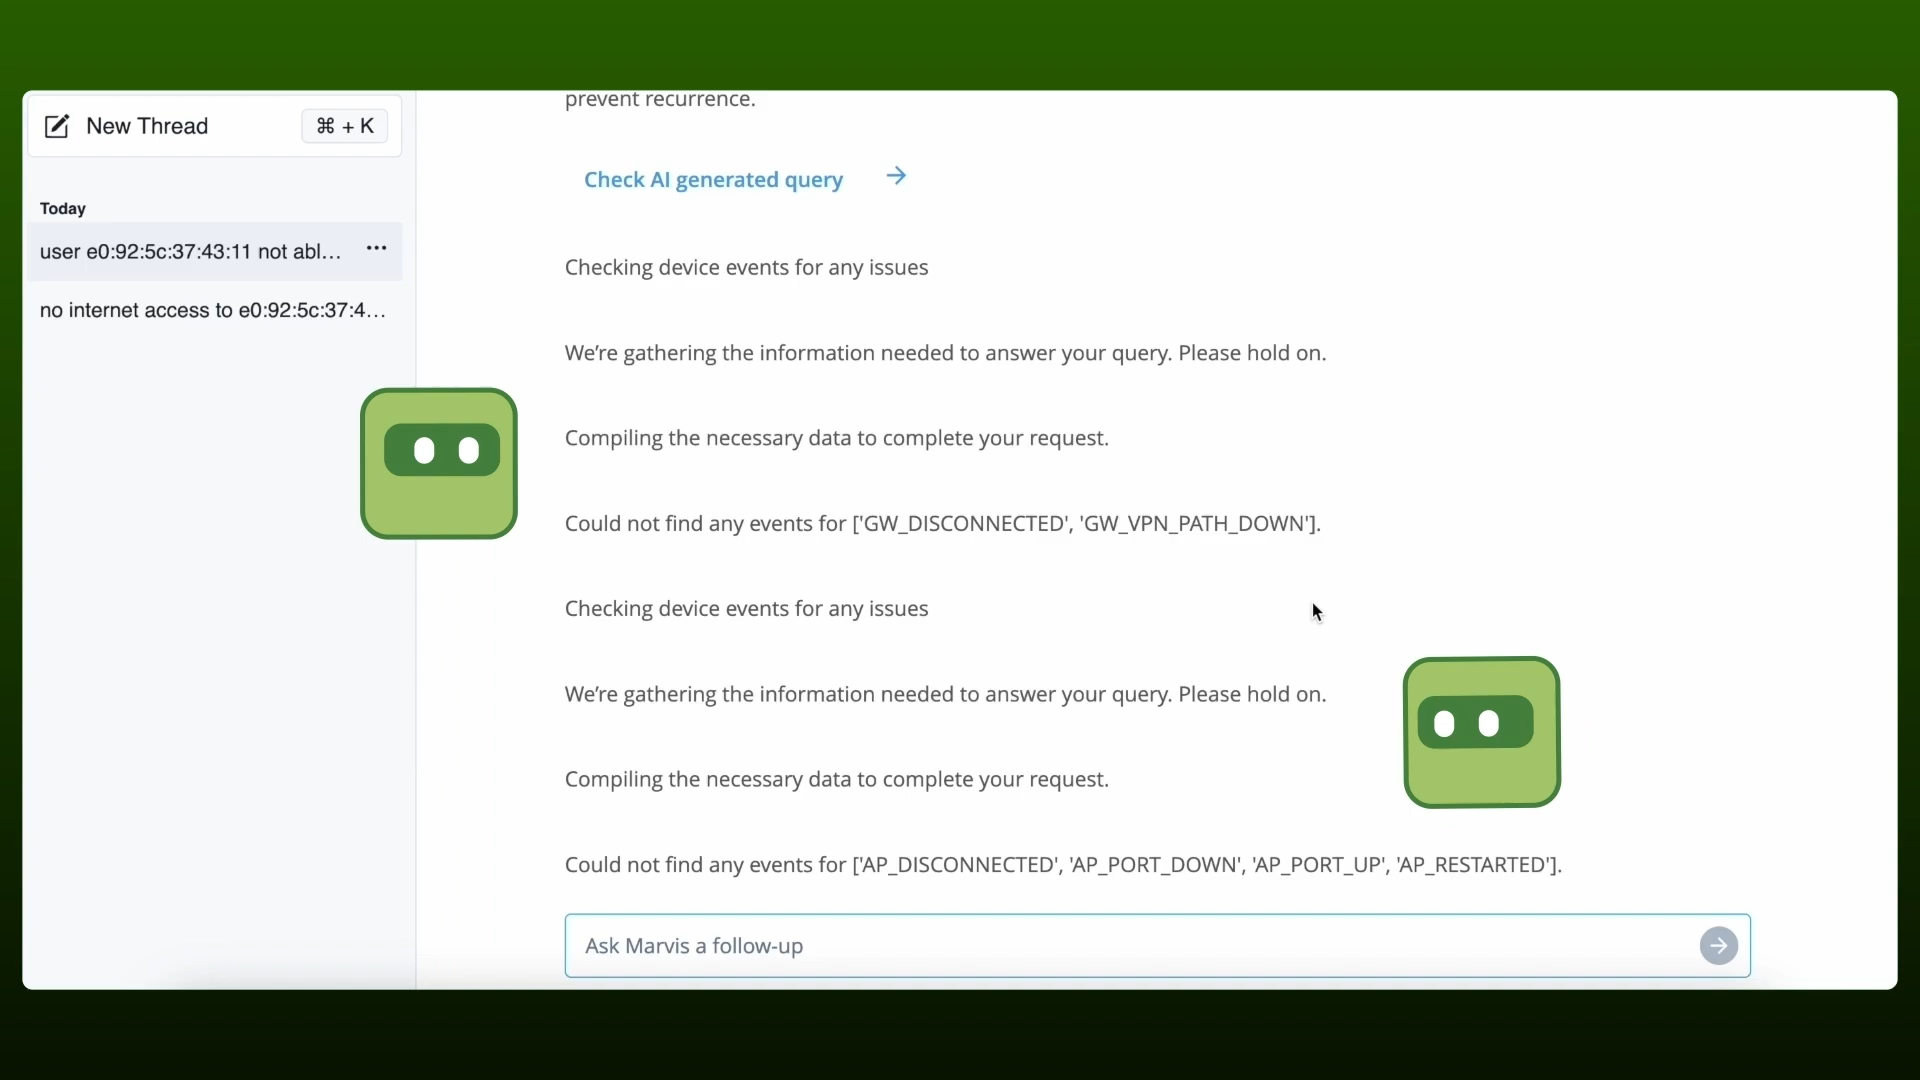 New Thread
⌘ + K
Today
user e0:92:5c:37:43:11 not abl...
no internet access to e0:92:5c:37:4...
prevent recurrence.
Check AI generated query
Checking device events for any issues
We’re gathering the information needed to answer your query. Please hold on.
Compiling the necessary data to complete your request.
Could not find any events for ['GW_DISCONNECTED', 'GW_VPN_PATH_DOWN'].
Checking device events for any issues
We’re gathering the information needed to answer your query. Please hold on.
Compiling the necessary data to complete your request.
Could not find any events for ['AP_DISCONNECTED', 'AP_PORT_DOWN', 'AP_PORT_UP', 'AP_RESTARTED'].
Ask Marvis a follow-up